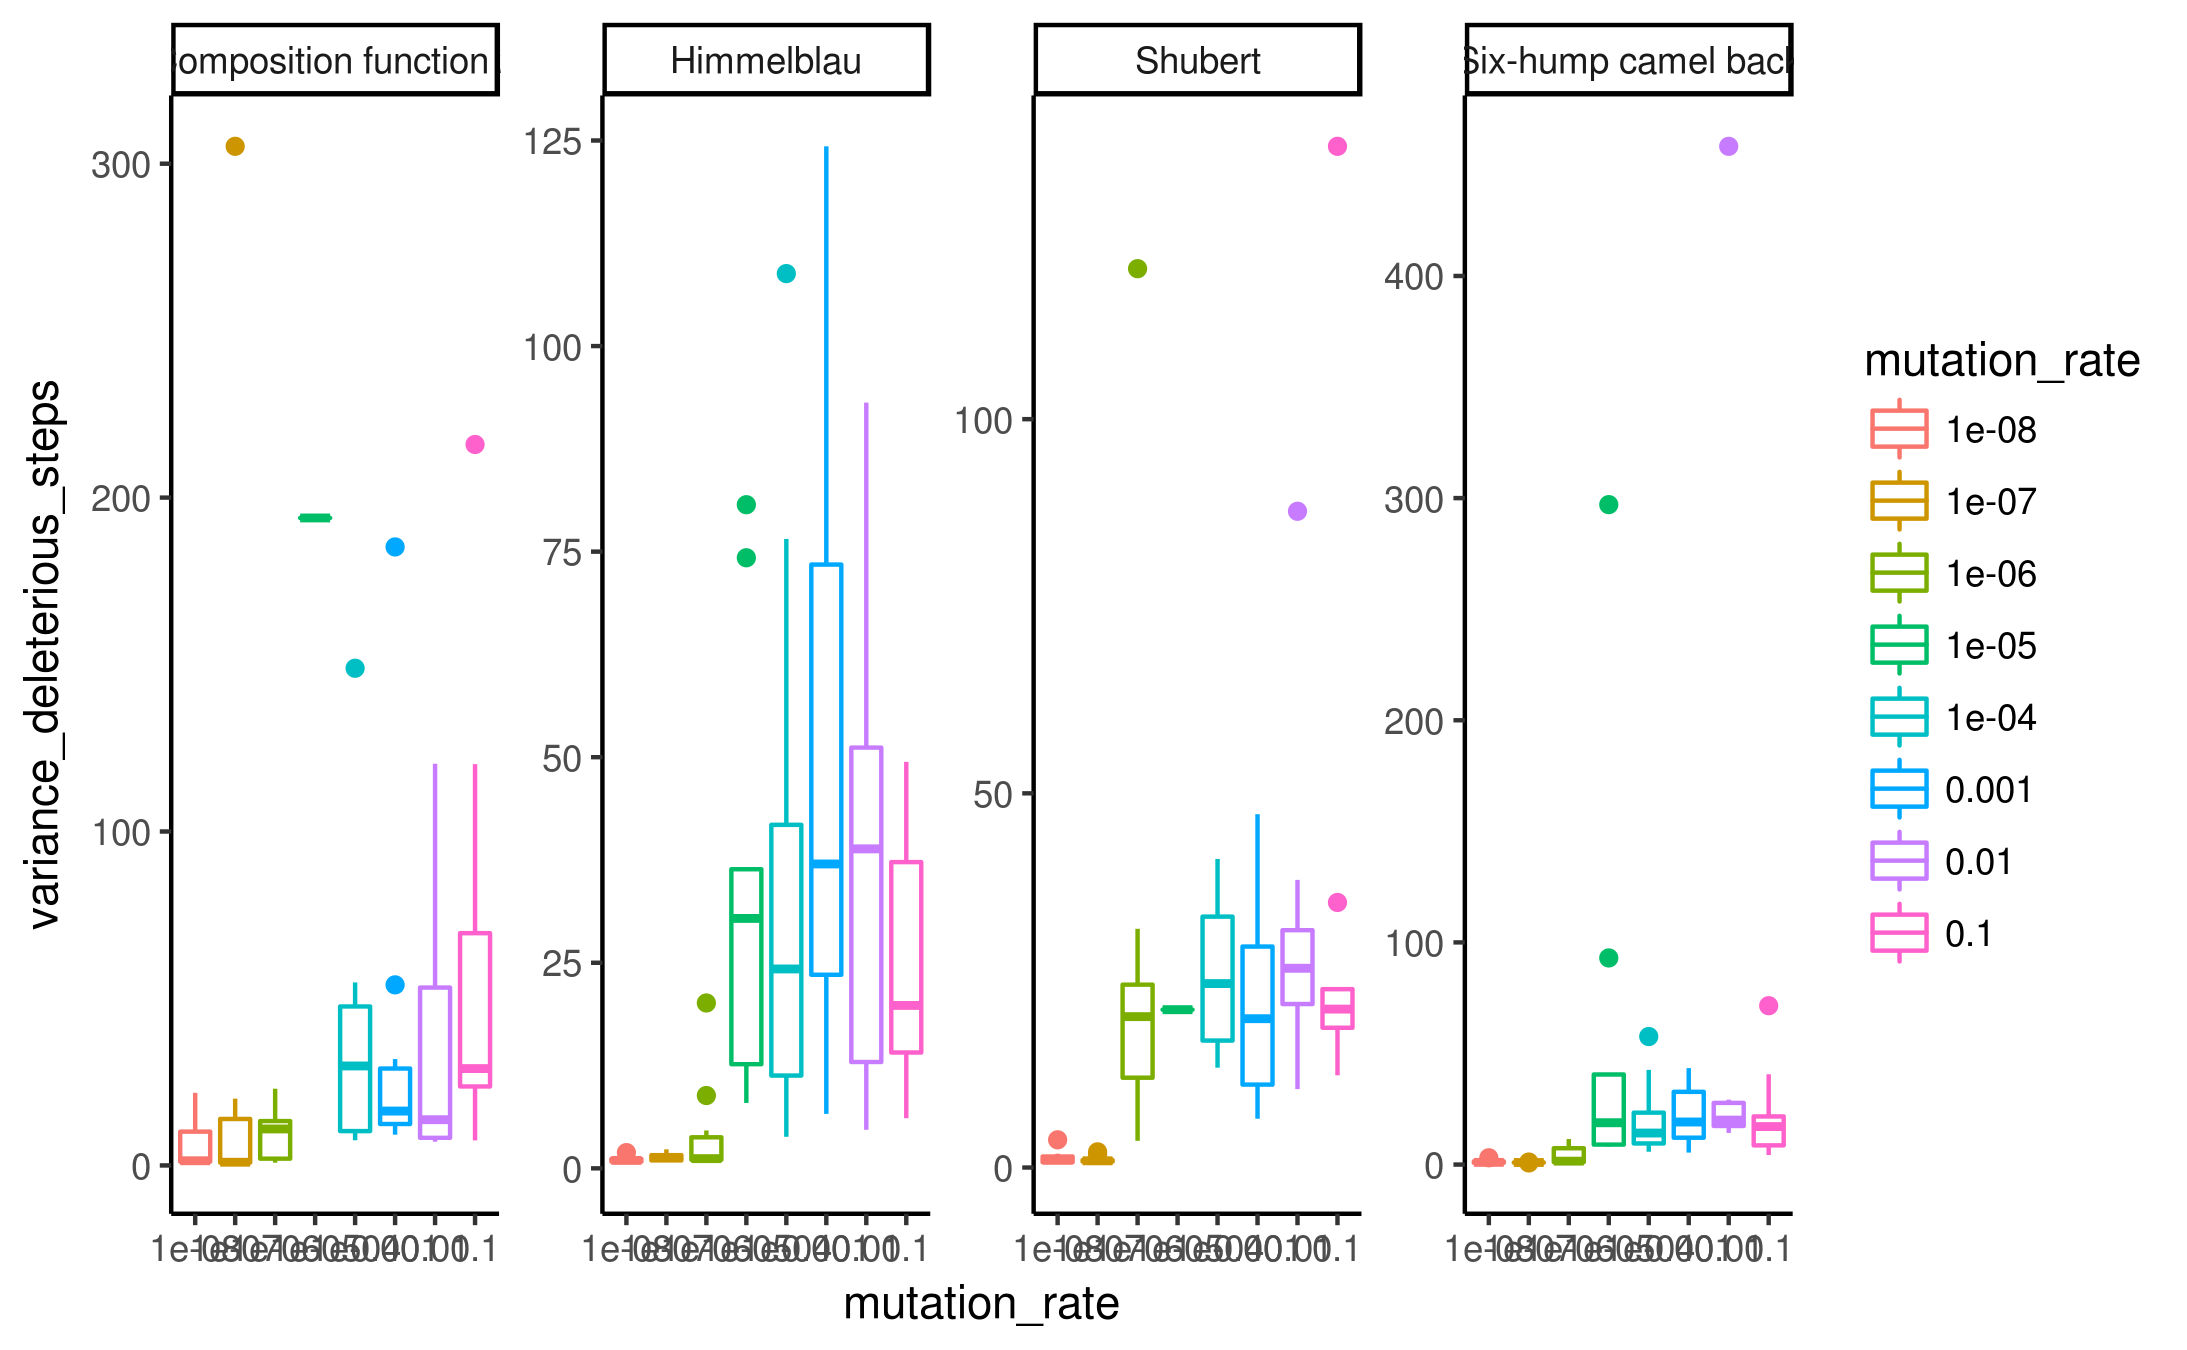 omposition function
Himmelblau
Shubert
Six-hump camel back
300
200
100
0
125
100
75
50
25
0
100
50
0
400
300
200
100
0
variance_deleterious_steps
mutation_rate
mutation_rate
1e-08
1e-07
1e-06
1e-05
1e-04
0.001
0.01
0.1